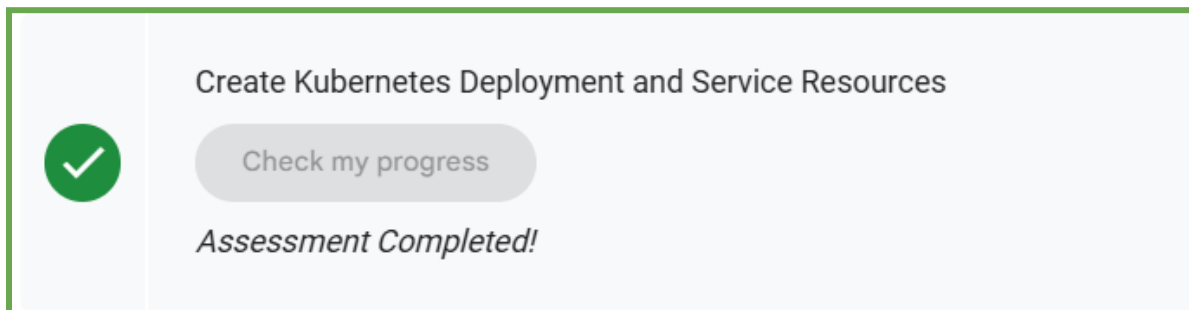 Create Kubernetes Deployment and Service Resources
Check my progress
Assessment Completed!